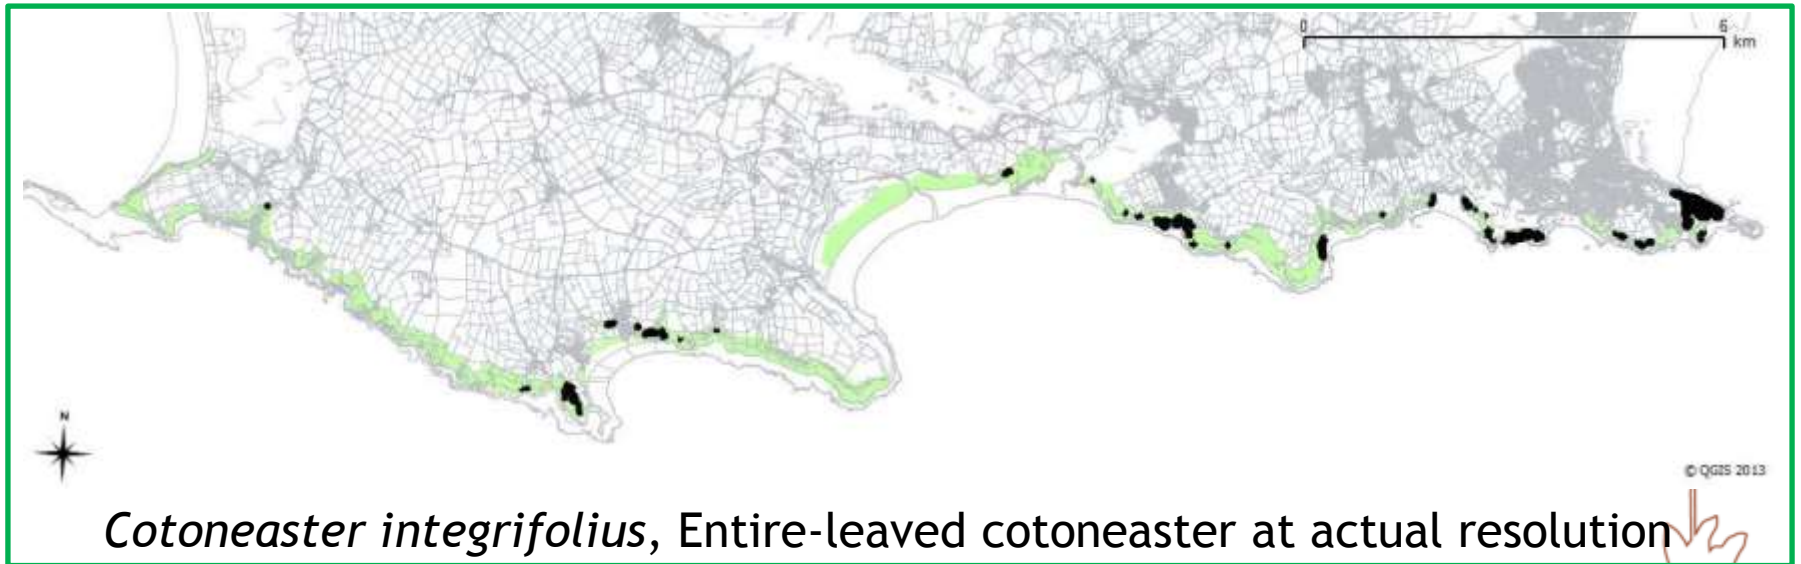 0 6
km
N
© QGIS 2013
Cotoneaster integrifolius, Entire-leaved cotoneaster at actual resolution